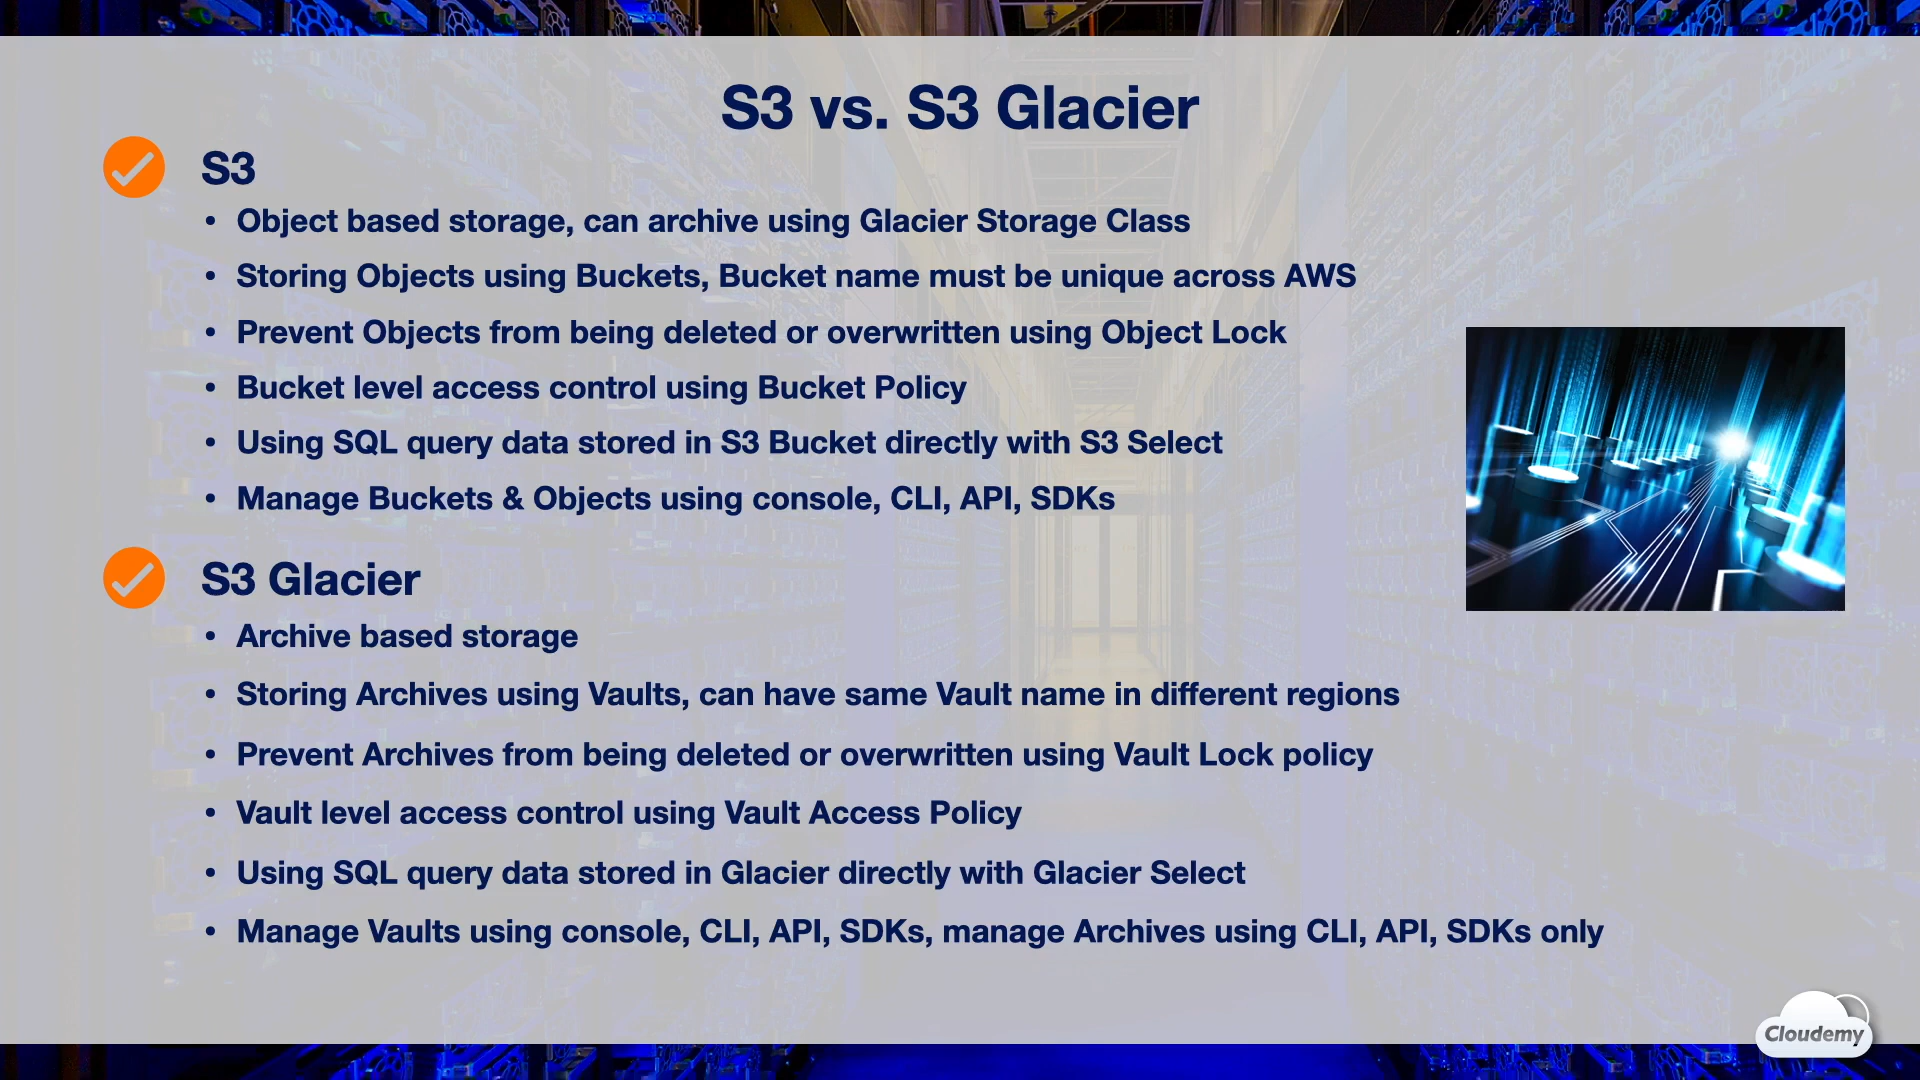 S3 vs. S3 Glacier
S3
• Object based storage, can archive using Glacier Storage Class
• Storing Objects using Buckets, Bucket name must be unique across AWS
• Prevent Objects from being deleted or overwritten using Object Lock
• Bucket level access control using Bucket Policy
• Using SQL query data stored in S3 Bucket directly with S3 Select
• Manage Buckets & Objects using console, CLI, API, SDKs
S3 Glacier
• Archive based storage
• Storing Archives using Vaults, can have same Vault name in different regions
• Prevent Archives from being deleted or overwritten using Vault Lock policy
• Vault level access control using Vault Access Policy
• Using SQL query data stored in Glacier directly with Glacier Select
• Manage Vaults using console, CLI, API, SDKs, manage Archives using CLI, API, SDKs only
Cloudemy